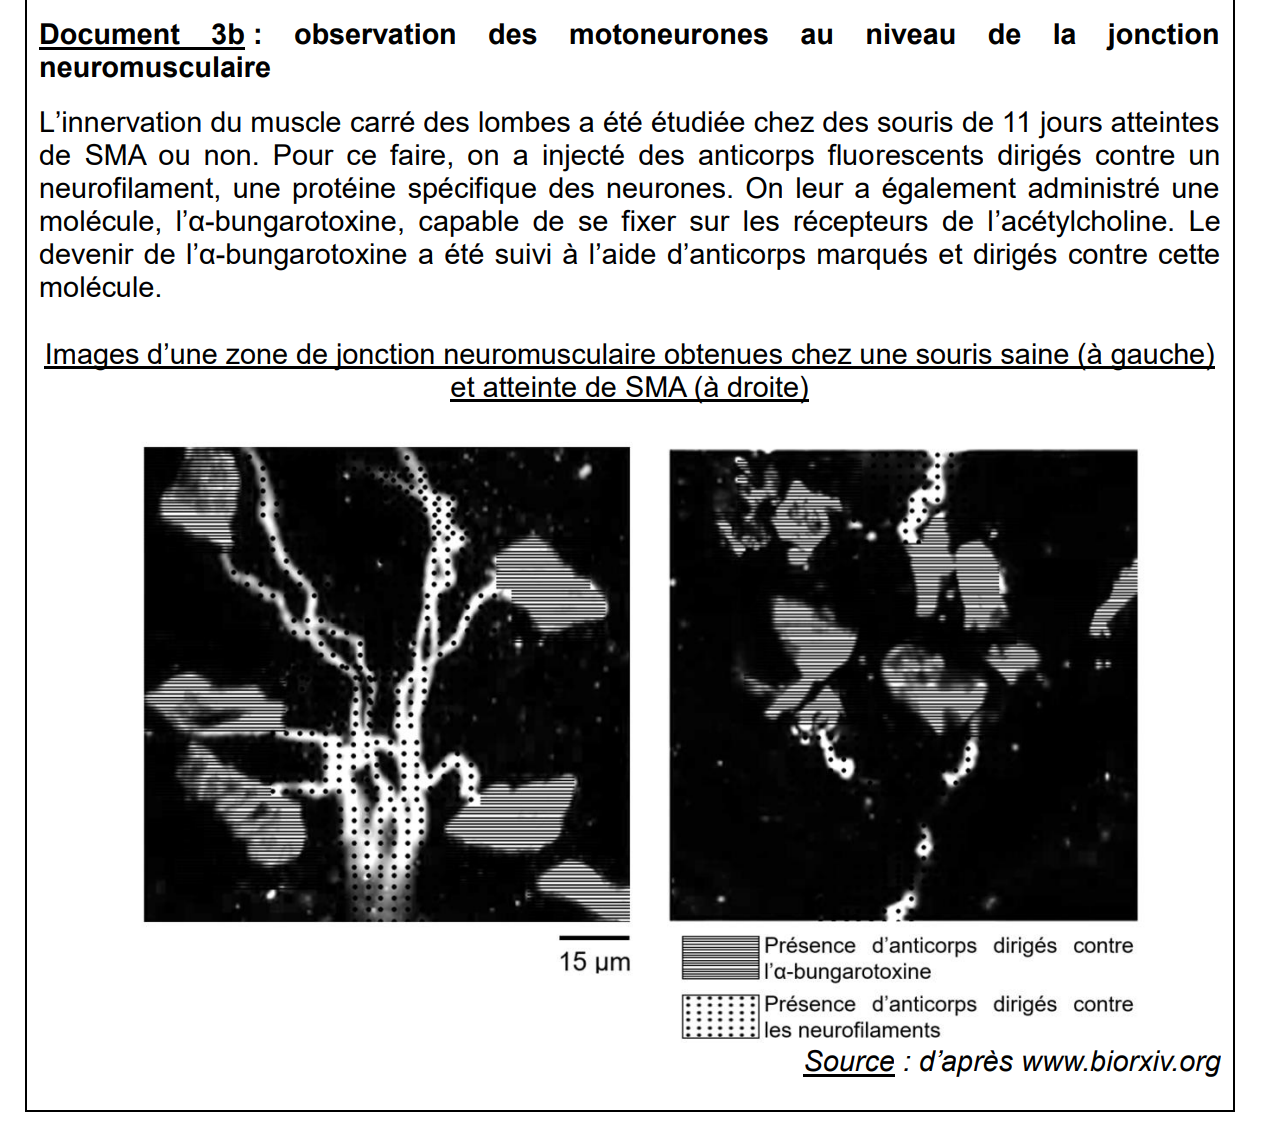 Document 3b : observation des motoneurones au niveau de la jonction
neuromusculaire
L’innervation du muscle carré des lombes a été étudiée chez des souris de 11 jours atteintes
de SMA ou non. Pour ce faire, on a injecté des anticorps fluorescents dirigés contre un
neurofilament, une protéine spécifique des neurones. On leur a également administré une
molécule, l’α-bungarotoxine, capable de se fixer sur les récepteurs de l’acétylcholine. Le
devenir de l’α-bungarotoxine a été suivi à l’aide d’anticorps marqués et dirigés contre cette
molécule.
Images d’une zone de jonction neuromusculaire obtenues chez une souris saine (à gauche)
et atteinte de SMA (à droite)
15 µm
Présence d’anticorps dirigés contre
l’α-bungarotoxine
Présence d’anticorps dirigés contre
les neurofilaments
Source : d’après www.biorxiv.org